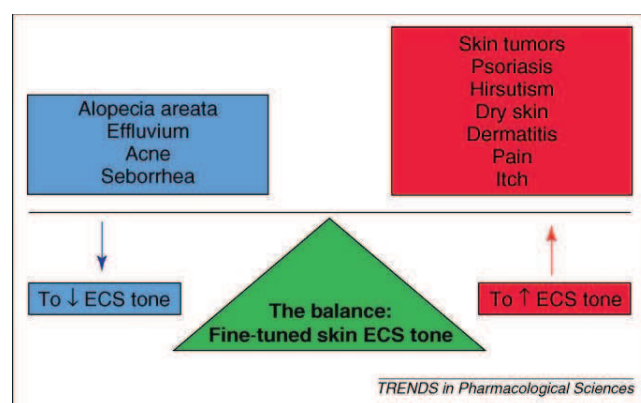 Alopecia areata
Effluvium
Acne
Seborrhea
Skin tumors
Psoriasis
Hirsutism
Dry skin
Dermatitis
Pain
Itch
To ↓ ECS tone
The balance:
Fine-tuned skin ECS tone
To ↑ ECS tone
TRENDS in Pharmacological Sciences